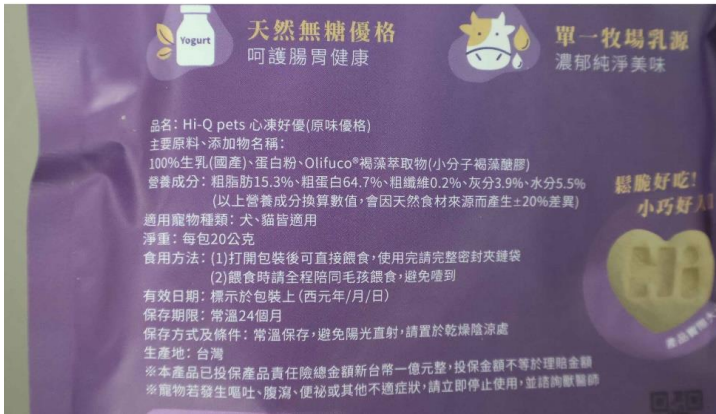 Yogurt
天然無糖優格
呵護腸胃健康
單一牧場乳源
濃郁純淨美味
品名：Hi-Q pets 心凍好優(原味優格)
主要原料、添加物名稱：
100%生乳(國產)、蛋白粉、Olifuco®褐藻萃取物(小分子褐藻醣膠)
營養成分：粗脂肪15.3%、粗蛋白64.7%、粗纖維0.2%、灰分3.9%、水分5.5%
(以上營養成分換算數值，會因天然食材來源而產生±20%差異)
適用寵物種類：犬、貓皆適用
淨重：每包20公克
食用方法：(1)打開包裝後可直接餵食，使用完請完整密封夾鏈袋
(2)餵食時請全程陪同毛孩餵食，避免噎到
有效日期：標示於包裝上(西元年/月/日)
保存期限：常溫24個月
保存方式及條件：常溫保存，避免陽光直射，請置於乾燥陰涼處
生產地：台灣
※本產品已投保產品責任險總金額新台幣一億元整，投保金額不等於理賠金額
※寵物若發生嘔吐、腹瀉、便祕或其他不適症狀，請立即停止使用，並諮詢獸醫師
鬆脆好吃！
小巧好入
Hi
產品實物大